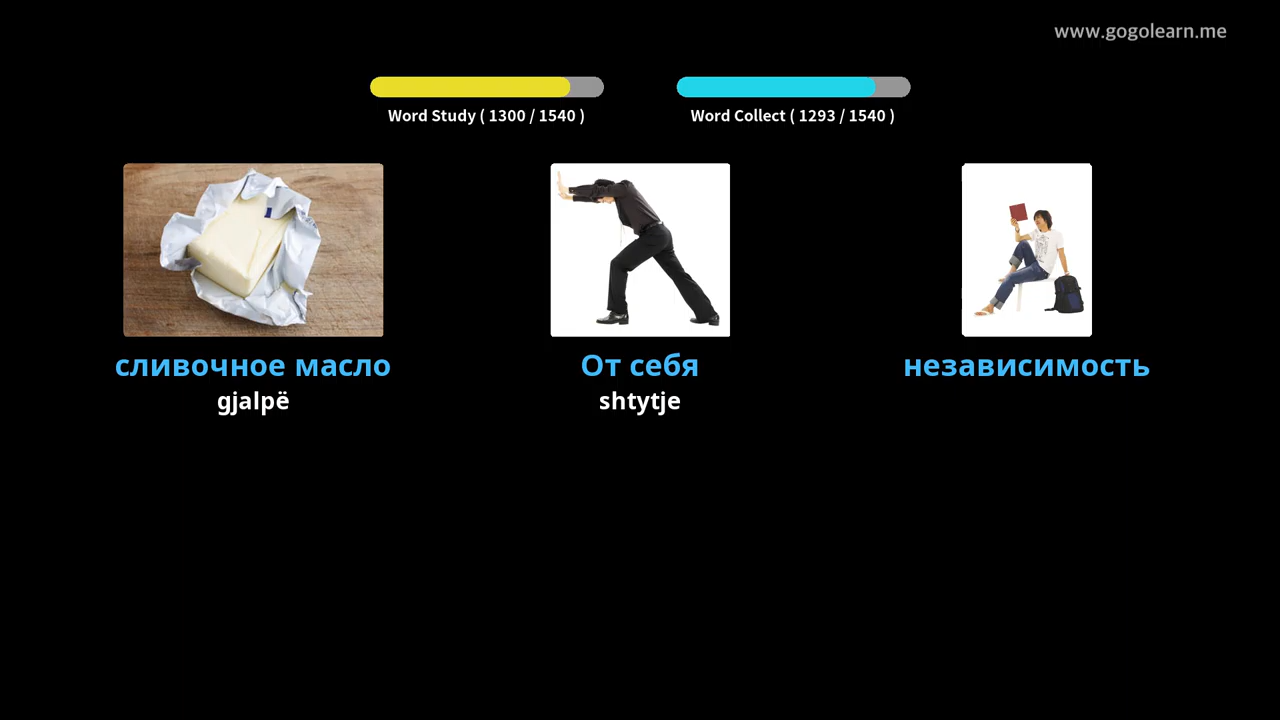 www.gogolearn.me
Word Study ( 1300 / 1540 )
Word Collect ( 1293 / 1540 )
сливочное масло
gjalpë
От себя
shtytje
независимость